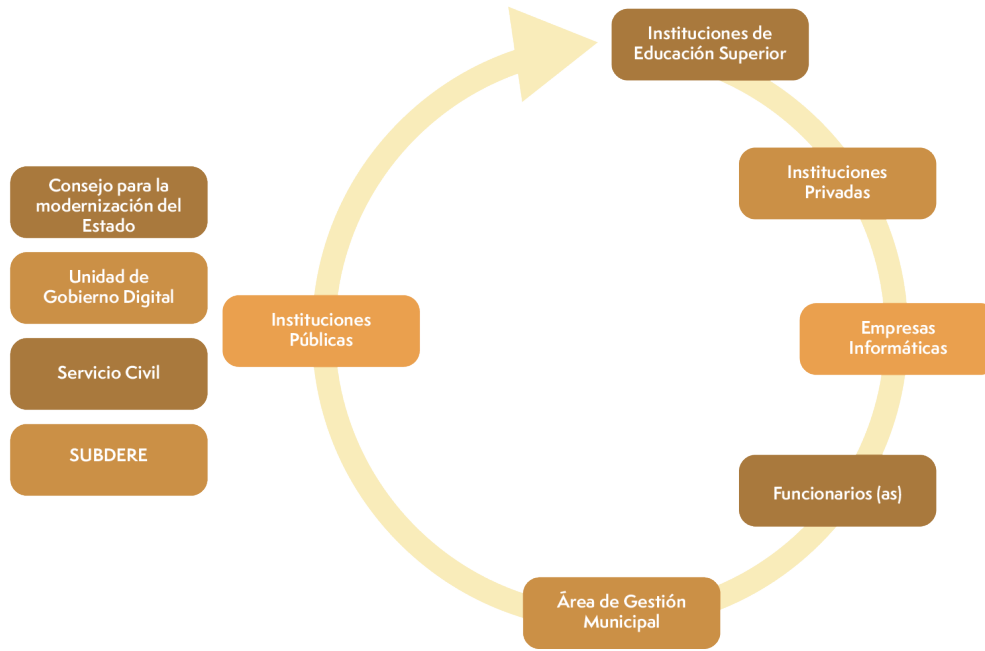 Instituciones de
Educación Superior
Instituciones
Privadas
Empresas
Informáticas
Funcionarios (as)
Área de Gestión
Municipal
Instituciones
Públicas
Consejo para la
modernización del
Estado
Unidad de
Gobierno Digital
Servicio Civil
SUBDERE